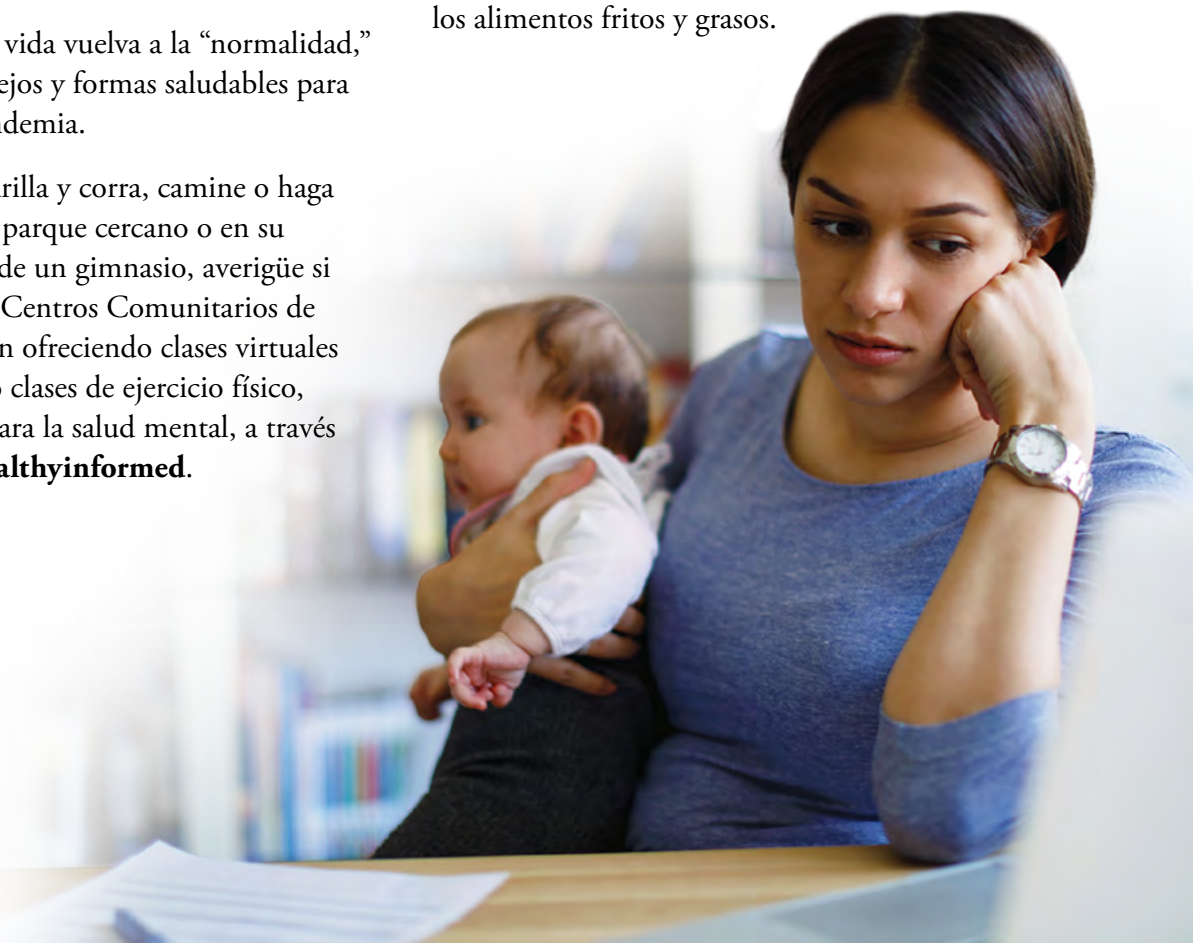 vida vuelva a la “normalidad,”
ejos y formas saludables para
demia.
rilla y corra, camine o haga
parque cercano o en su
de un gimnasio, averigüe si
Centros Comunitarios de
n ofreciendo clases virtuales
o clases de ejercicio físico,
ara la salud mental, a través
althyinformed.
los alimentos fritos y grasos.